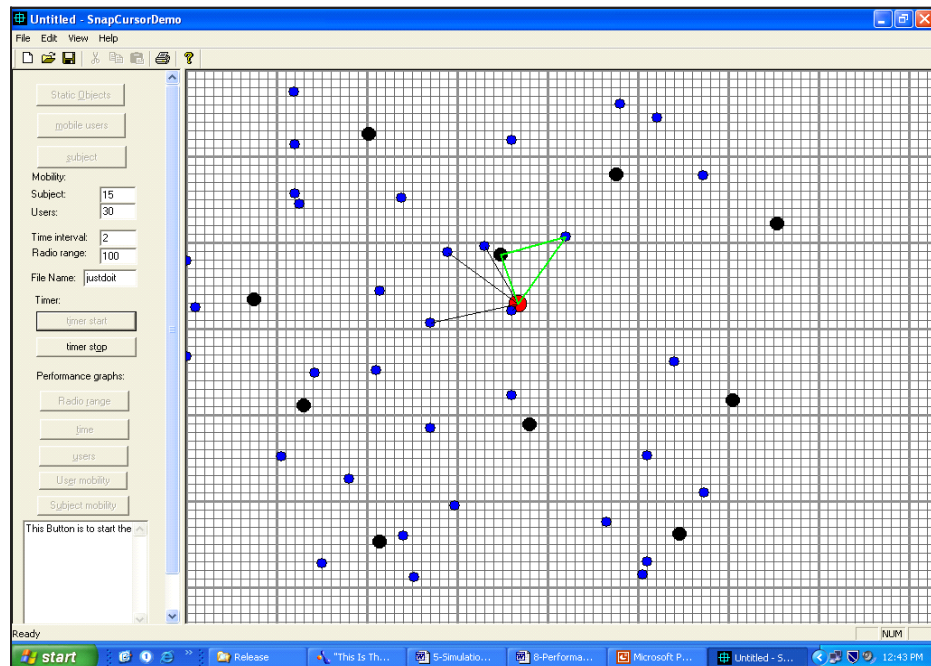 Untitled - SnapCursorDemo
File Edit View Help
Static Objects
mobile users
subject
Mobility:
Subject: 15
Users: 30
Time interval: 2
Radio range: 100
File Name: justdoit
Timer:
timer start
timer stop
Performance graphs:
Radio range
time
users
User mobility
Subject mobility
This Button is to start the
Ready NUM
start Release "This Is Th... 5-Simulatio... 8-Performa... Microsoft P... Untitled - S... 12:43 PM